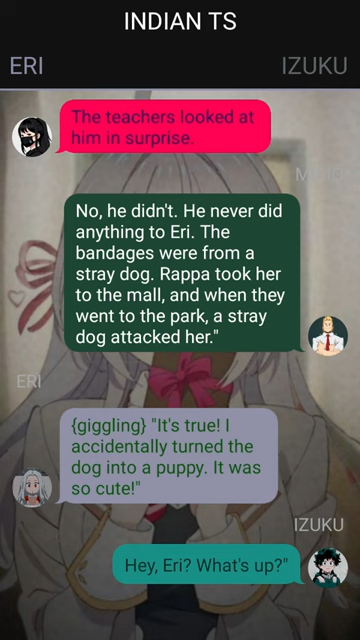 INDIAN TS
ERI
IZUKU
The teachers looked at
him in surprise.
No, he didn't. He never did
anything to Eri. The
bandages were from a
stray dog. Rappa took her
to the mall, and when they
went to the park, a stray
dog attacked her."
ERI
{giggling} "It's true! I
accidentally turned the
dog into a puppy. It was
so cute!"
IZUKU
Hey, Eri? What's up?"